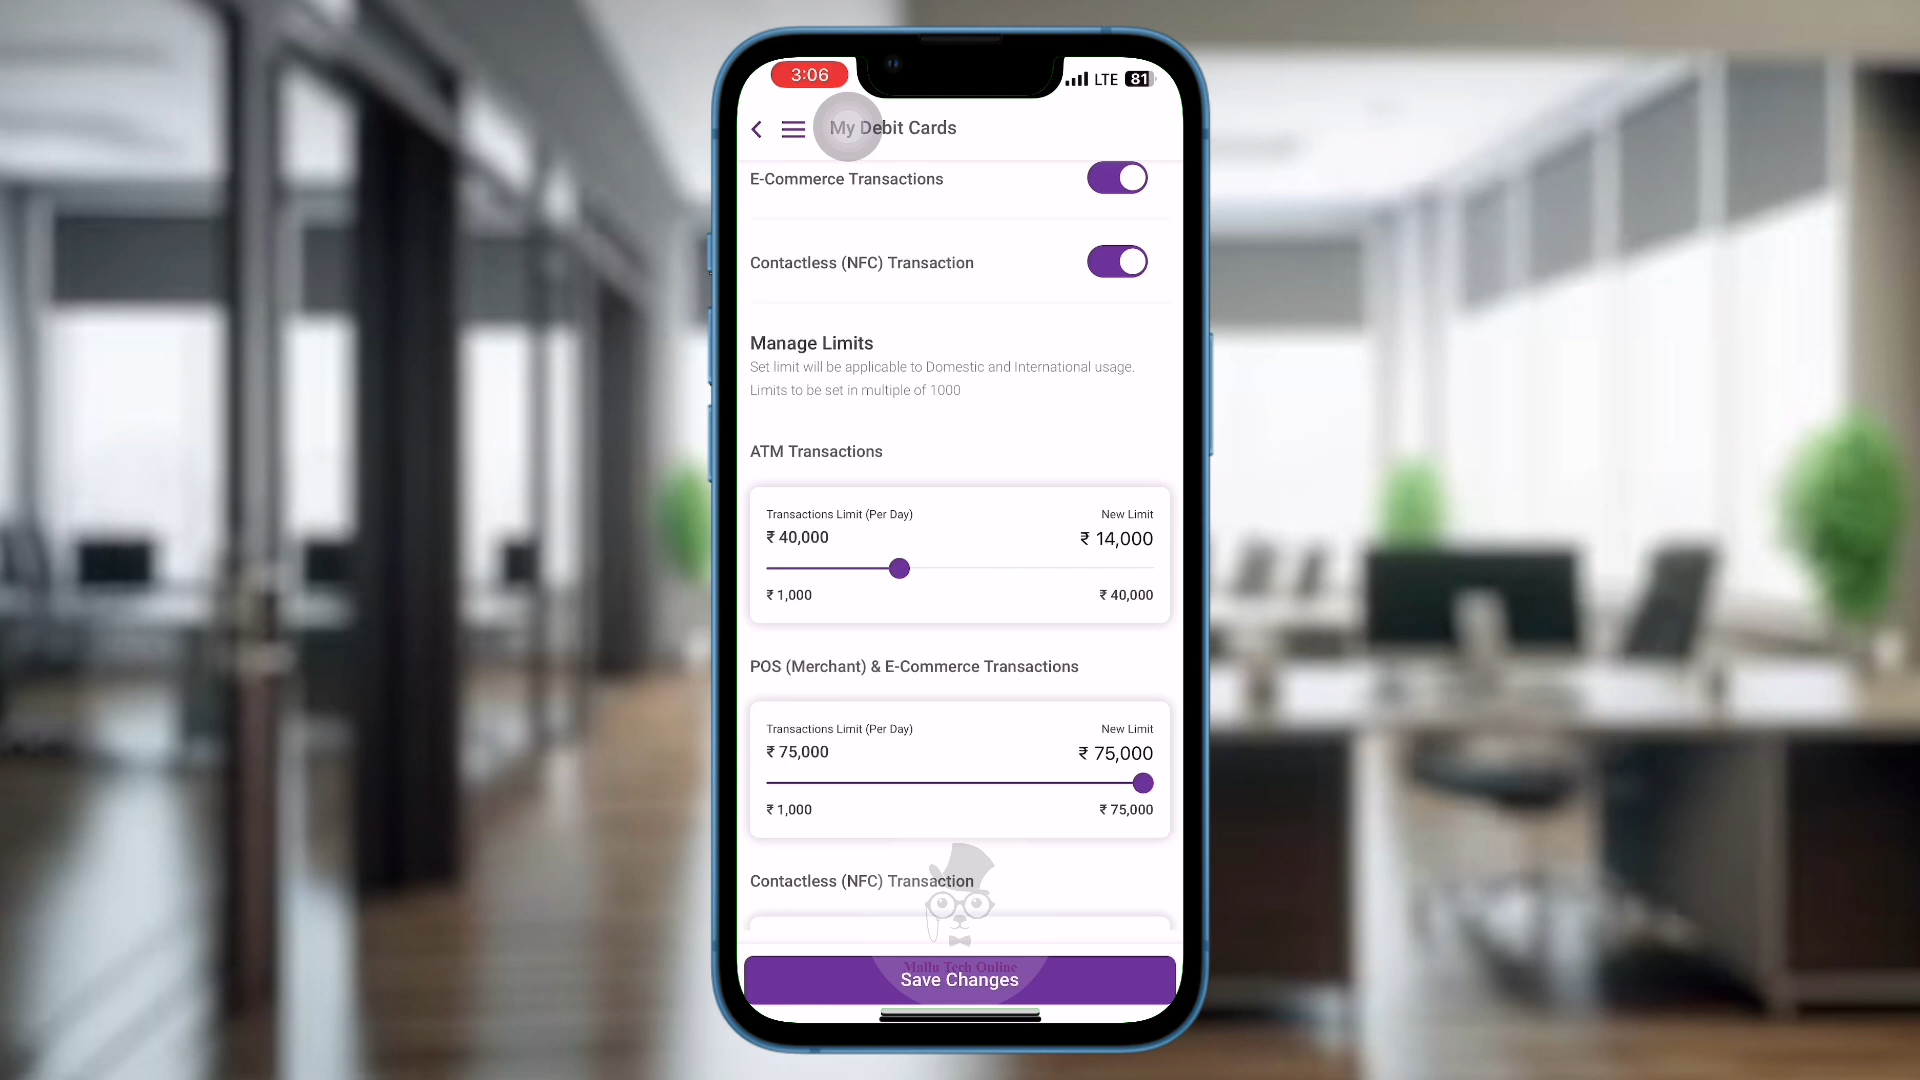 3:06
LTE 81
My Debit Cards
E-Commerce Transactions
Contactless (NFC) Transaction
Manage Limits
Set limit will be applicable to Domestic and International usage.
Limits to be set in multiple of 1000
ATM Transactions
Transactions Limit (Per Day) New Limit
₹ 40,000 ₹ 14,000
₹ 1,000 ₹ 40,000
POS (Merchant) & E-Commerce Transactions
Transactions Limit (Per Day) New Limit
₹ 75,000 ₹ 75,000
₹ 1,000 ₹ 75,000
Contactless (NFC) Transaction
Mallu Tech Online
Save Changes